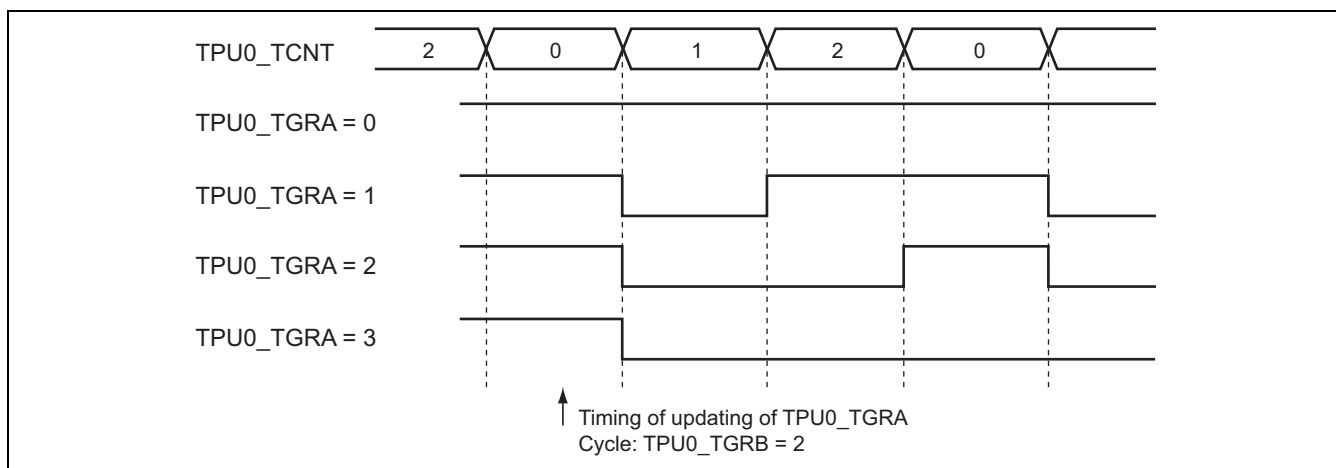 TPU0_TCNT 2 0 1 2 0
TPU0_TGRA = 0
TPU0_TGRA = 1
TPU0_TGRA = 2
TPU0_TGRA = 3
Timing of updating of TPU0_TGRA
Cycle: TPU0_TGRB = 2